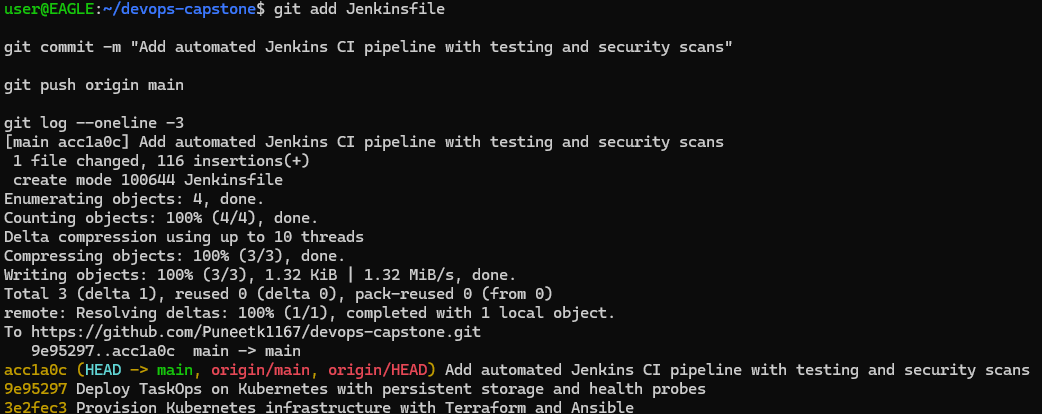 user@EAGLE:~/devops-capstone$ git add Jenkinsfile
git commit -m "Add automated Jenkins CI pipeline with testing and security scans"
git push origin main
git log --oneline -3
[main acc1a0c] Add automated Jenkins CI pipeline with testing and security scans
 1 file changed, 116 insertions(+)
 create mode 100644 Jenkinsfile
Enumerating objects: 4, done.
Counting objects: 100% (4/4), done.
Delta compression using up to 10 threads
Compressing objects: 100% (3/3), done.
Writing objects: 100% (3/3), 1.32 KiB | 1.32 MiB/s, done.
Total 3 (delta 1), reused 0 (delta 0), pack-reused 0 (from 0)
remote: Resolving deltas: 100% (1/1), completed with 1 local object.
To https://github.com/Puneetk1167/devops-capstone.git
   9e95297..acc1a0c  main -> main
acc1a0c (HEAD -> main, origin/main, origin/HEAD) Add automated Jenkins CI pipeline with testing and security scans
9e95297 Deploy TaskOps on Kubernetes with persistent storage and health probes
3e2fec3 Provision Kubernetes infrastructure with Terraform and Ansible